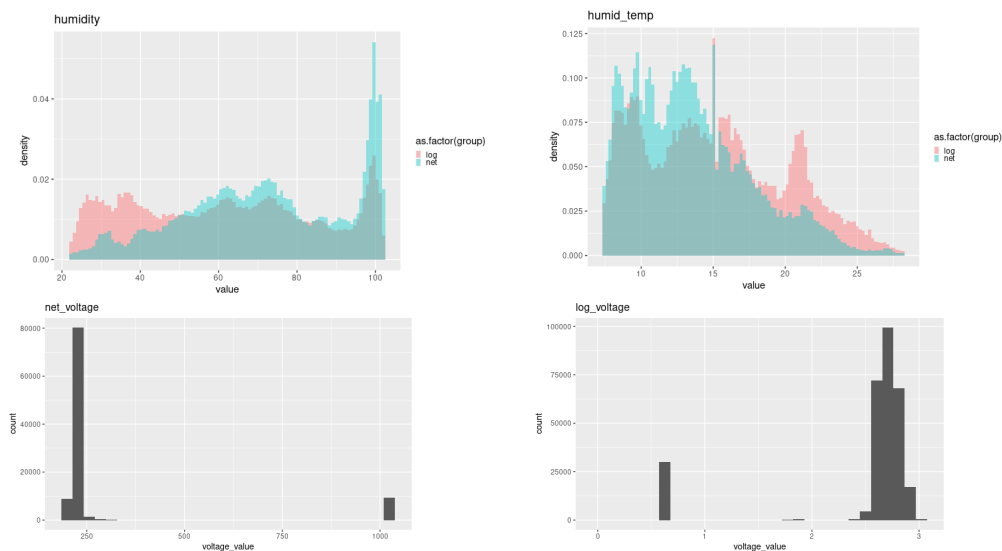 humidity
0.04
0.02
0.00
density
20 40 60 80 100
value
as.factor(group)
log
net
humid_temp
0.125
0.100
0.075
0.050
0.025
0.000
density
10 15 20 25
value
as.factor(group)
log
net
net_voltage
80000
60000
40000
20000
0
count
250 500 750 1000
voltage_value
log_voltage
100000
75000
50000
25000
0
count
0 1 2 3
voltage_value